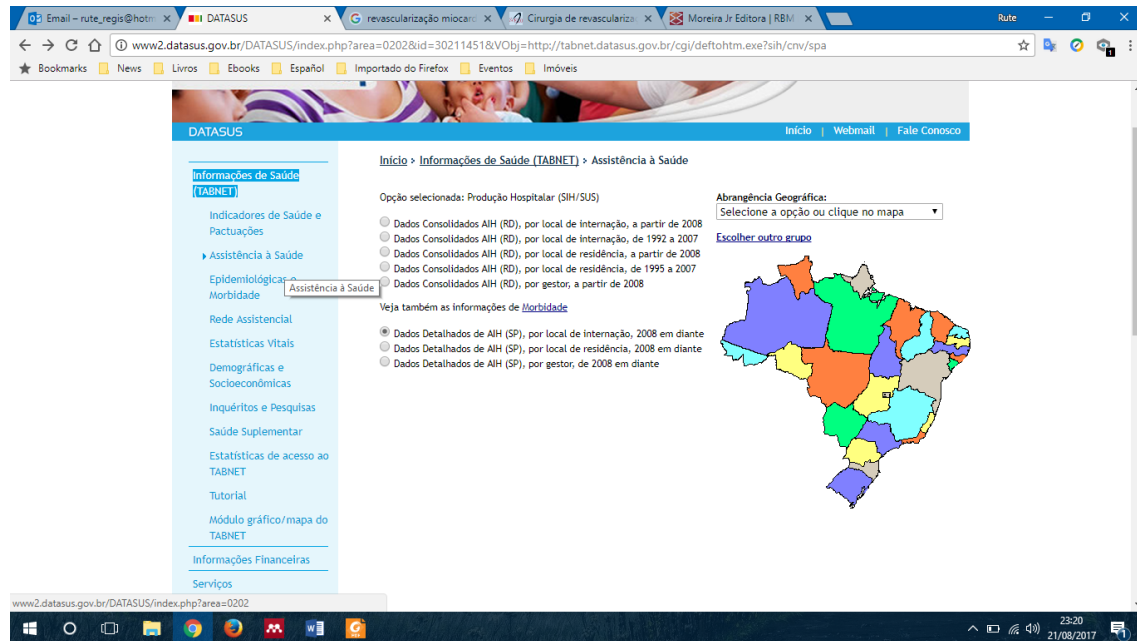 Email – rute_regis@hotm
DATASUS
revascularização miocard
Cirurgia de revasculariza
Moreira Jr Editora | RBM
Rute
www2.datasus.gov.br/DATASUS/index.php?area=0202&id=30211451&VObj=http://tabnet.datasus.gov.br/cgi/deftohtm.exe?sih/cnv/spa
Bookmarks
News
Livros
Ebooks
Español
Importado do Firefox
Eventos
Imóveis
DATASUS
Início | Webmail | Fale Conosco
Informações de Saúde
(TABNET)
Indicadores de Saúde e
Pactuações
Assistência à Saúde
Epidemiológicas e
Morbidade
Assistência à Saúde
Rede Assistencial
Estatísticas Vitais
Demográficas e
Socioeconômicas
Inquéritos e Pesquisas
Saúde Suplementar
Estatísticas de acesso ao
TABNET
Tutorial
Módulo gráfico/mapa do
TABNET
Informações Financeiras
Serviços
Início > Informações de Saúde (TABNET) > Assistência à Saúde
Opção selecionada: Produção Hospitalar (SIH/SUS)
Dados Consolidados AIH (RD), por local de internação, a partir de 2008
Dados Consolidados AIH (RD), por local de internação, de 1992 a 2007
Dados Consolidados AIH (RD), por local de residência, a partir de 2008
Dados Consolidados AIH (RD), por local de residência, de 1995 a 2007
Dados Consolidados AIH (RD), por gestor, a partir de 2008
Veja também as informações de Morbidade
Dados Detalhados de AIH (SP), por local de internação, 2008 em diante
Dados Detalhados de AIH (SP), por local de residência, 2008 em diante
Dados Detalhados de AIH (SP), por gestor, de 2008 em diante
Abrangência Geográfica:
Selecione a opção ou clique no mapa
Escolher outro grupo
www2.datasus.gov.br/DATASUS/index.php?area=0202
23:20
21/08/2017